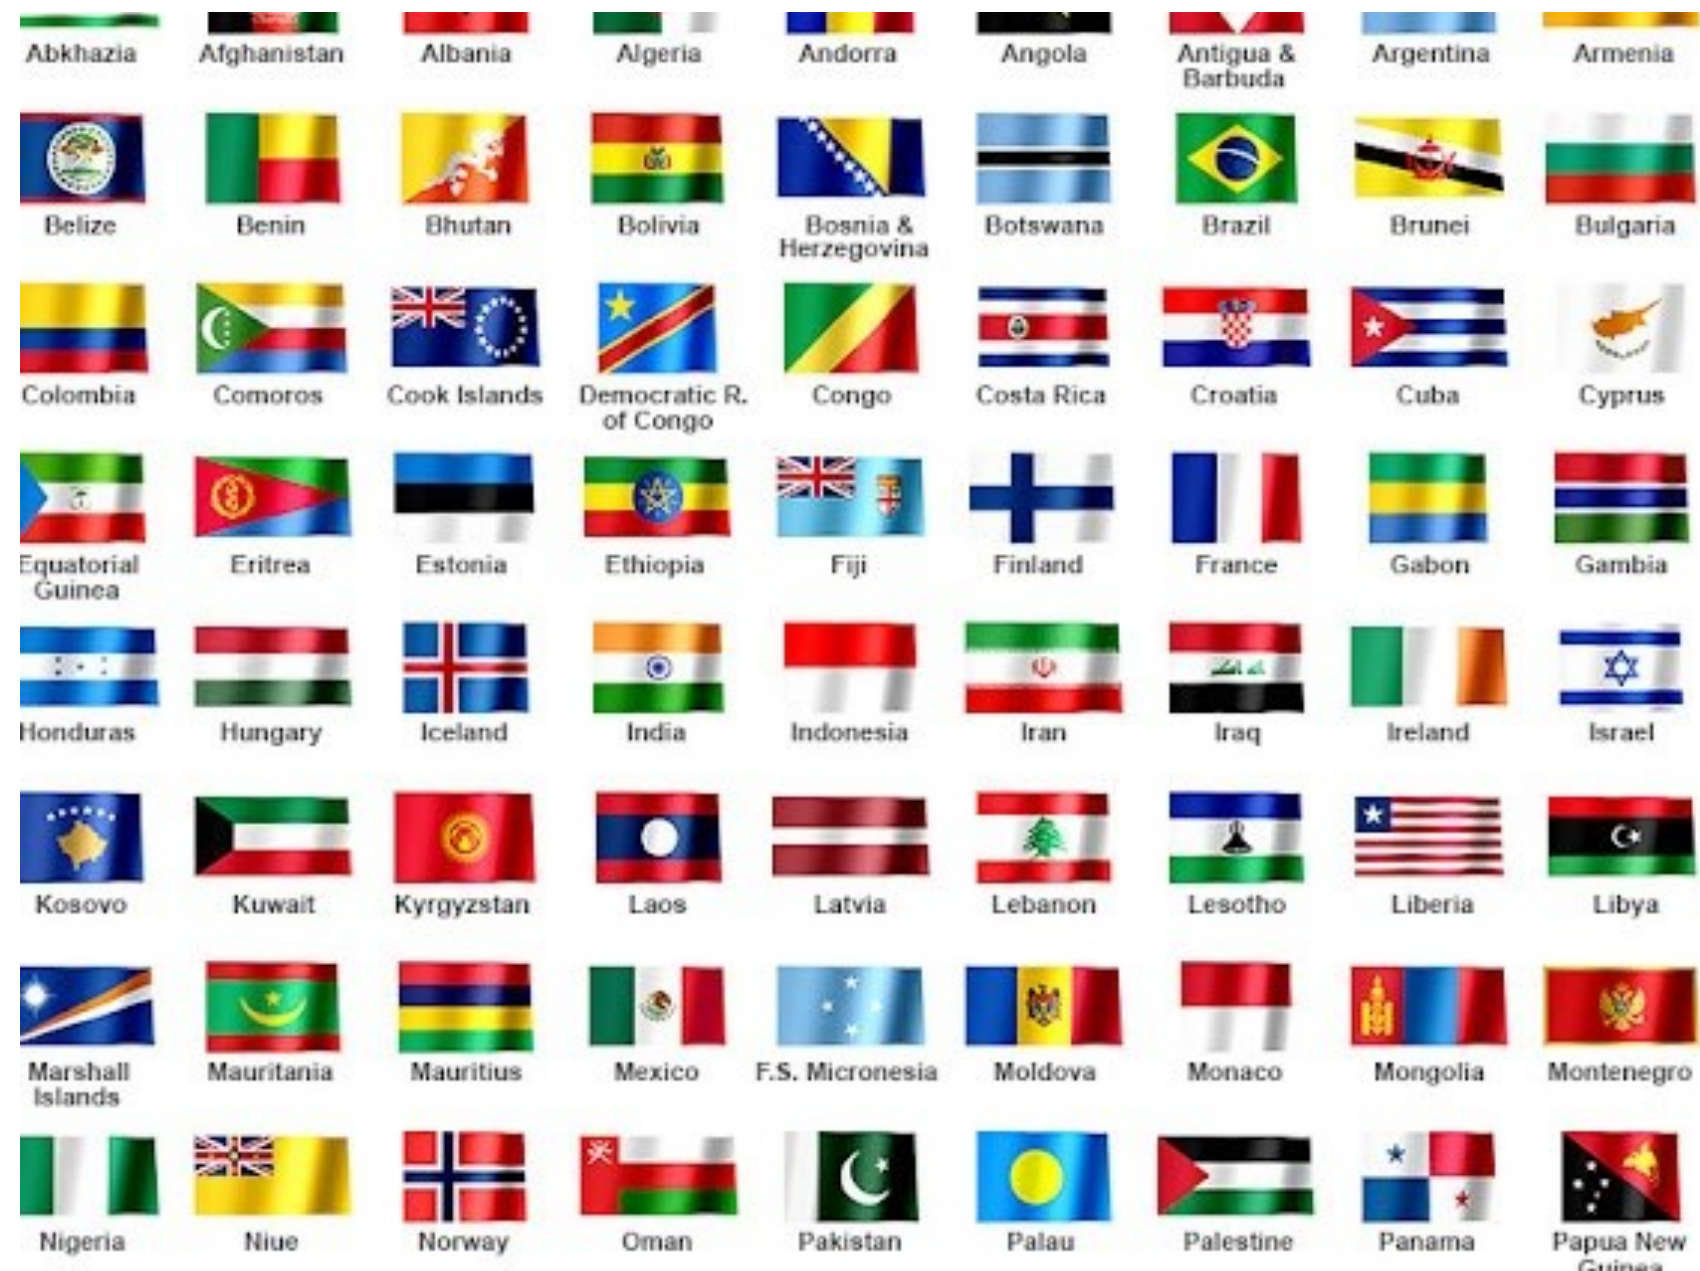 Abkhazia Afghanistan Albania Algeria Andorra Angola Antigua & Argentina Armenia
Barbuda
Belize Benin Bhutan Bolivia Bosnia & Botswana Brazil Brunei Bulgaria
Herzegovina
Colombia Comoros Cook Islands Democratic R. Congo Costa Rica Croatia Cuba Cyprus
of Congo
Equatorial Eritrea Estonia Ethiopia Fiji Finland France Gabon Gambia
Guinea
Honduras Hungary Iceland India Indonesia Iran Iraq Ireland Israel
Kosovo Kuwait Kyrgyzstan Laos Latvia Lebanon Lesotho Liberia Libya
Marshall Mauritania Mauritius Mexico F.S. Micronesia Moldova Monaco Mongolia Montenegro
Islands
Nigeria Niue Norway Oman Pakistan Palau Palestine Panama Papua New
Guinea